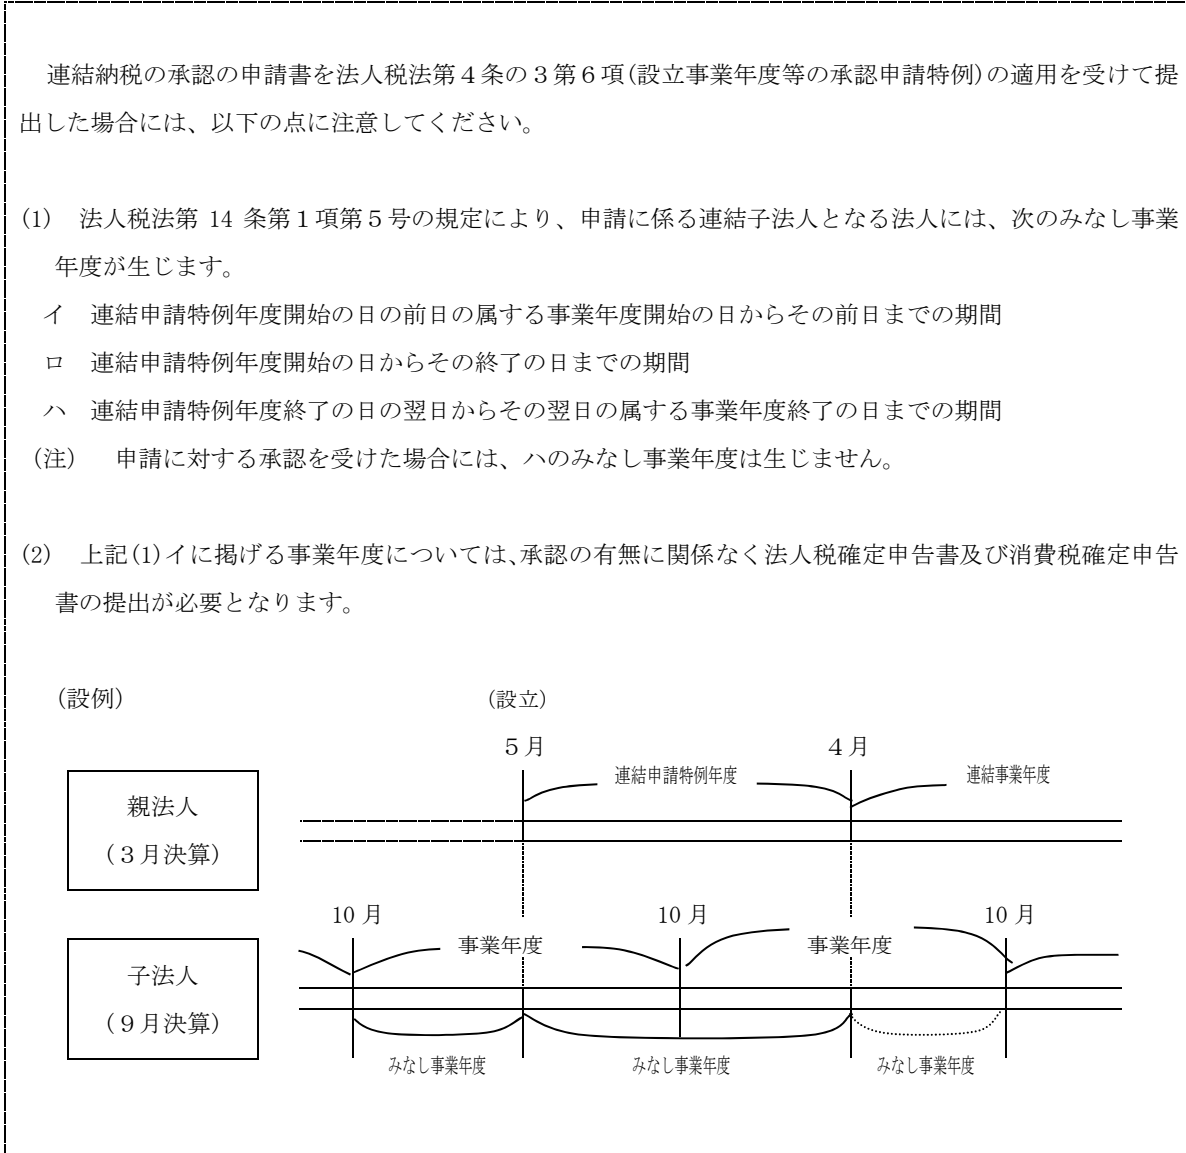 連結納税の承認の申請書を法人税法第４条の３第６項(設立事業年度等の承認申請特例)の適用を受けて提
出した場合には、以下の点に注意してください。
(1)　法人税法第 14 条第１項第５号の規定により、申請に係る連結子法人となる法人には、次のみなし事業
年度が生じます。
イ　連結申請特例年度開始の日の前日の属する事業年度開始の日からその前日までの期間
ロ　連結申請特例年度開始の日からその終了の日までの期間
ハ　連結申請特例年度終了の日の翌日からその翌日の属する事業年度終了の日までの期間
(注)　申請に対する承認を受けた場合には、ハのみなし事業年度は生じません。
(2)　上記(1)イに掲げる事業年度については、承認の有無に関係なく法人税確定申告書及び消費税確定申告
書の提出が必要となります。
(設例)　(設立)
５月　４月
連結申請特例年度　連結事業年度
親法人
（３月決算）
10 月　10 月　10 月
事業年度　事業年度
子法人
（９月決算）
みなし事業年度　みなし事業年度　みなし事業年度